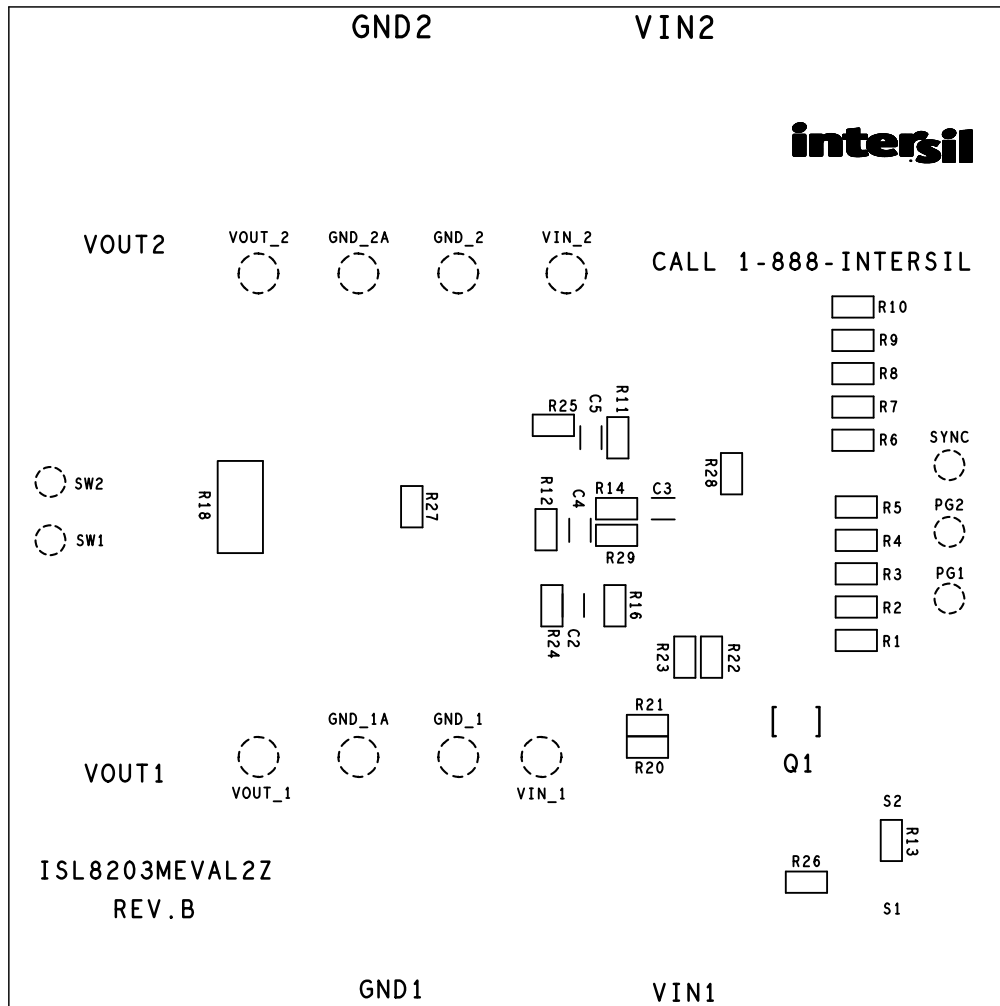 GND2 VIN2
intersil
VOUT2 VOUT_2 GND_2A GND_2 VIN_2
CALL 1-888-INTERSIL
R10
R9
R8
R7
R6
SYNC
R25 C5 R11
R28
SW2
SW1
R18
R27
R12 C4 R14 C3
R29
R5
R4
R3
R2
R1
PG2
PG1
R24 C2 R16
R23 R22
R21
R20
GND_1A GND_1
VOUT1 VOUT_1 VIN_1
Q1
S2
R13
R26
S1
ISL8203MEVAL2Z
REV.B
GND1 VIN1